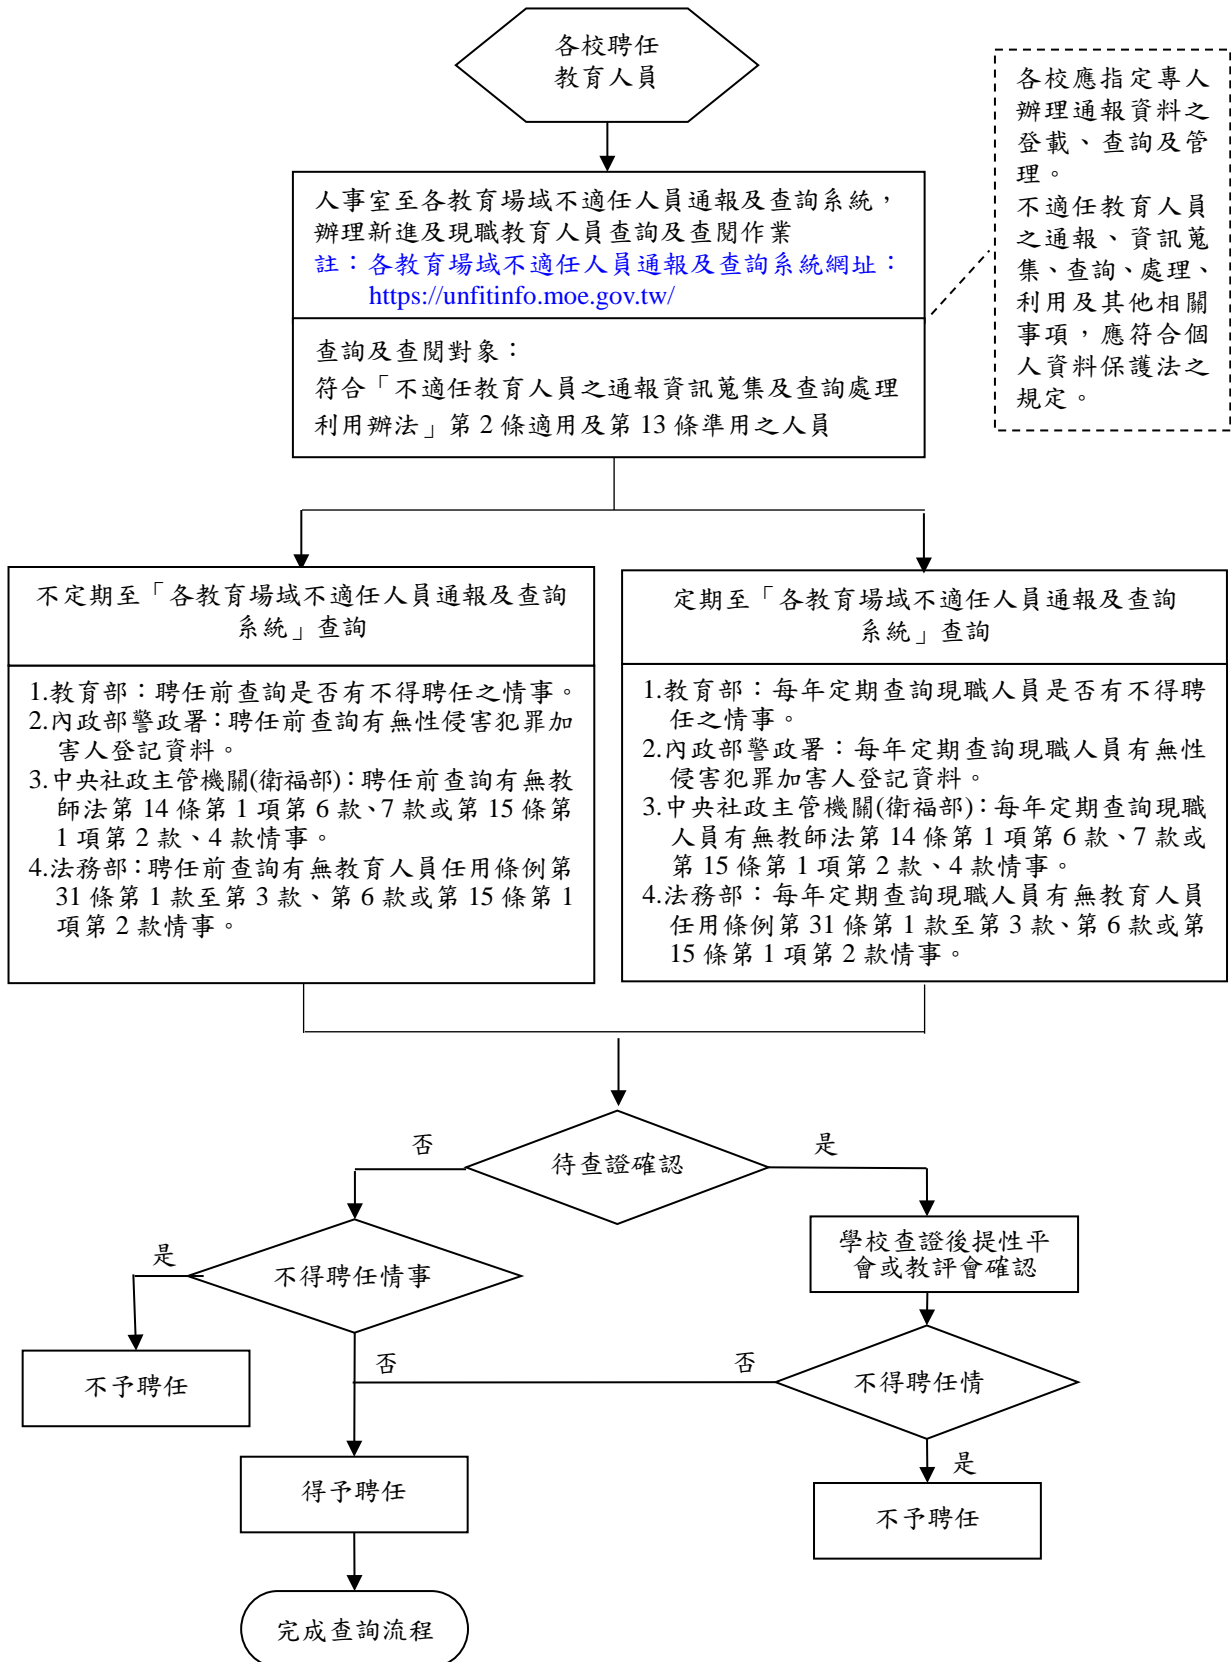 各校聘任
教育人員
各校應指定專人
辦理通報資料之
登載、查詢及管
理。
不適任教育人員
之通報、資訊蒐
集、查詢、處理、
利用及其他相關
事項，應符合個
人資料保護法之
規定。
人事室至各教育場域不適任人員通報及查詢系統，
辦理新進及現職教育人員查詢及查閱作業
註：各教育場域不適任人員通報及查詢系統網址：
https://unfitinfo.moe.gov.tw/
查詢及查閱對象：
符合「不適任教育人員之通報資訊蒐集及查詢處理
利用辦法」第 2 條適用及第 13 條準用之人員
不定期至「各教育場域不適任人員通報及查詢
系統」查詢
1.教育部：聘任前查詢是否有不得聘任之情事。
2.內政部警政署：聘任前查詢有無性侵害犯罪加
害人登記資料。
3.中央社政主管機關(衛福部)：聘任前查詢有無教
師法第 14 條第 1 項第 6 款、7 款或第 15 條第
1 項第 2 款、4 款情事。
4.法務部：聘任前查詢有無教育人員任用條例第
31 條第 1 款至第 3 款、第 6 款或第 15 條第 1
項第 2 款情事。
定期至「各教育場域不適任人員通報及查詢
系統」查詢
1.教育部：每年定期查詢現職人員是否有不得聘
任之情事。
2.內政部警政署：每年定期查詢現職人員有無性
侵害犯罪加害人登記資料。
3.中央社政主管機關(衛福部)：每年定期查詢現職
人員有無教師法第 14 條第 1 項第 6 款、7 款或
第 15 條第 1 項第 2 款、4 款情事。
4.法務部：每年定期查詢現職人員有無教育人員
任用條例第 31 條第 1 款至第 3 款、第 6 款或第
15 條第 1 項第 2 款情事。
否
待查證確認
是
學校查證後提性平
會或教評會確認
是
不得聘任情事
不予聘任
否
否
不得聘任情
得予聘任
是
不予聘任
完成查詢流程